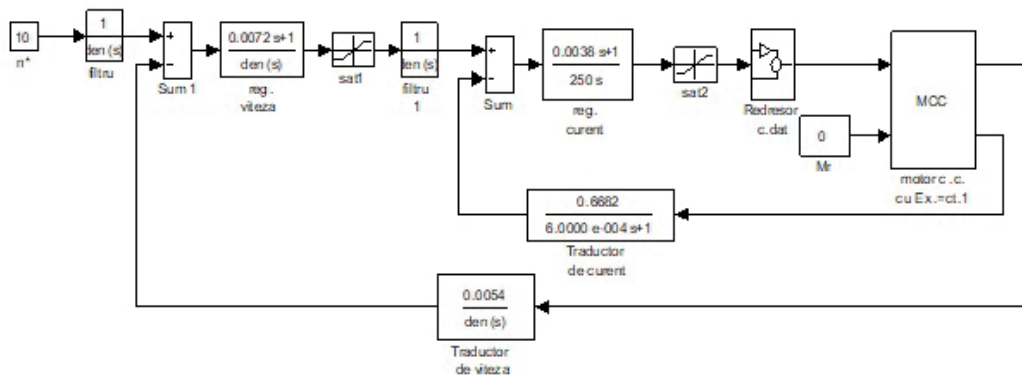 10
n*
1
den(s)
filtru
+
-
Sum 1
0.0072 s+1
den(s)
reg.
viteza
sat1
1
den(s)
filtru
1
+
-
Sum
0.0038 s+1
250 s
reg.
curent
sat2
Redresor
c.dat
0
Mr
MCC
motor c .c.
cu Ex.=ct.1
0.6682
6.0000 e-004 s+1
Traductor
de curent
0.0054
den(s)
Traductor
de viteza